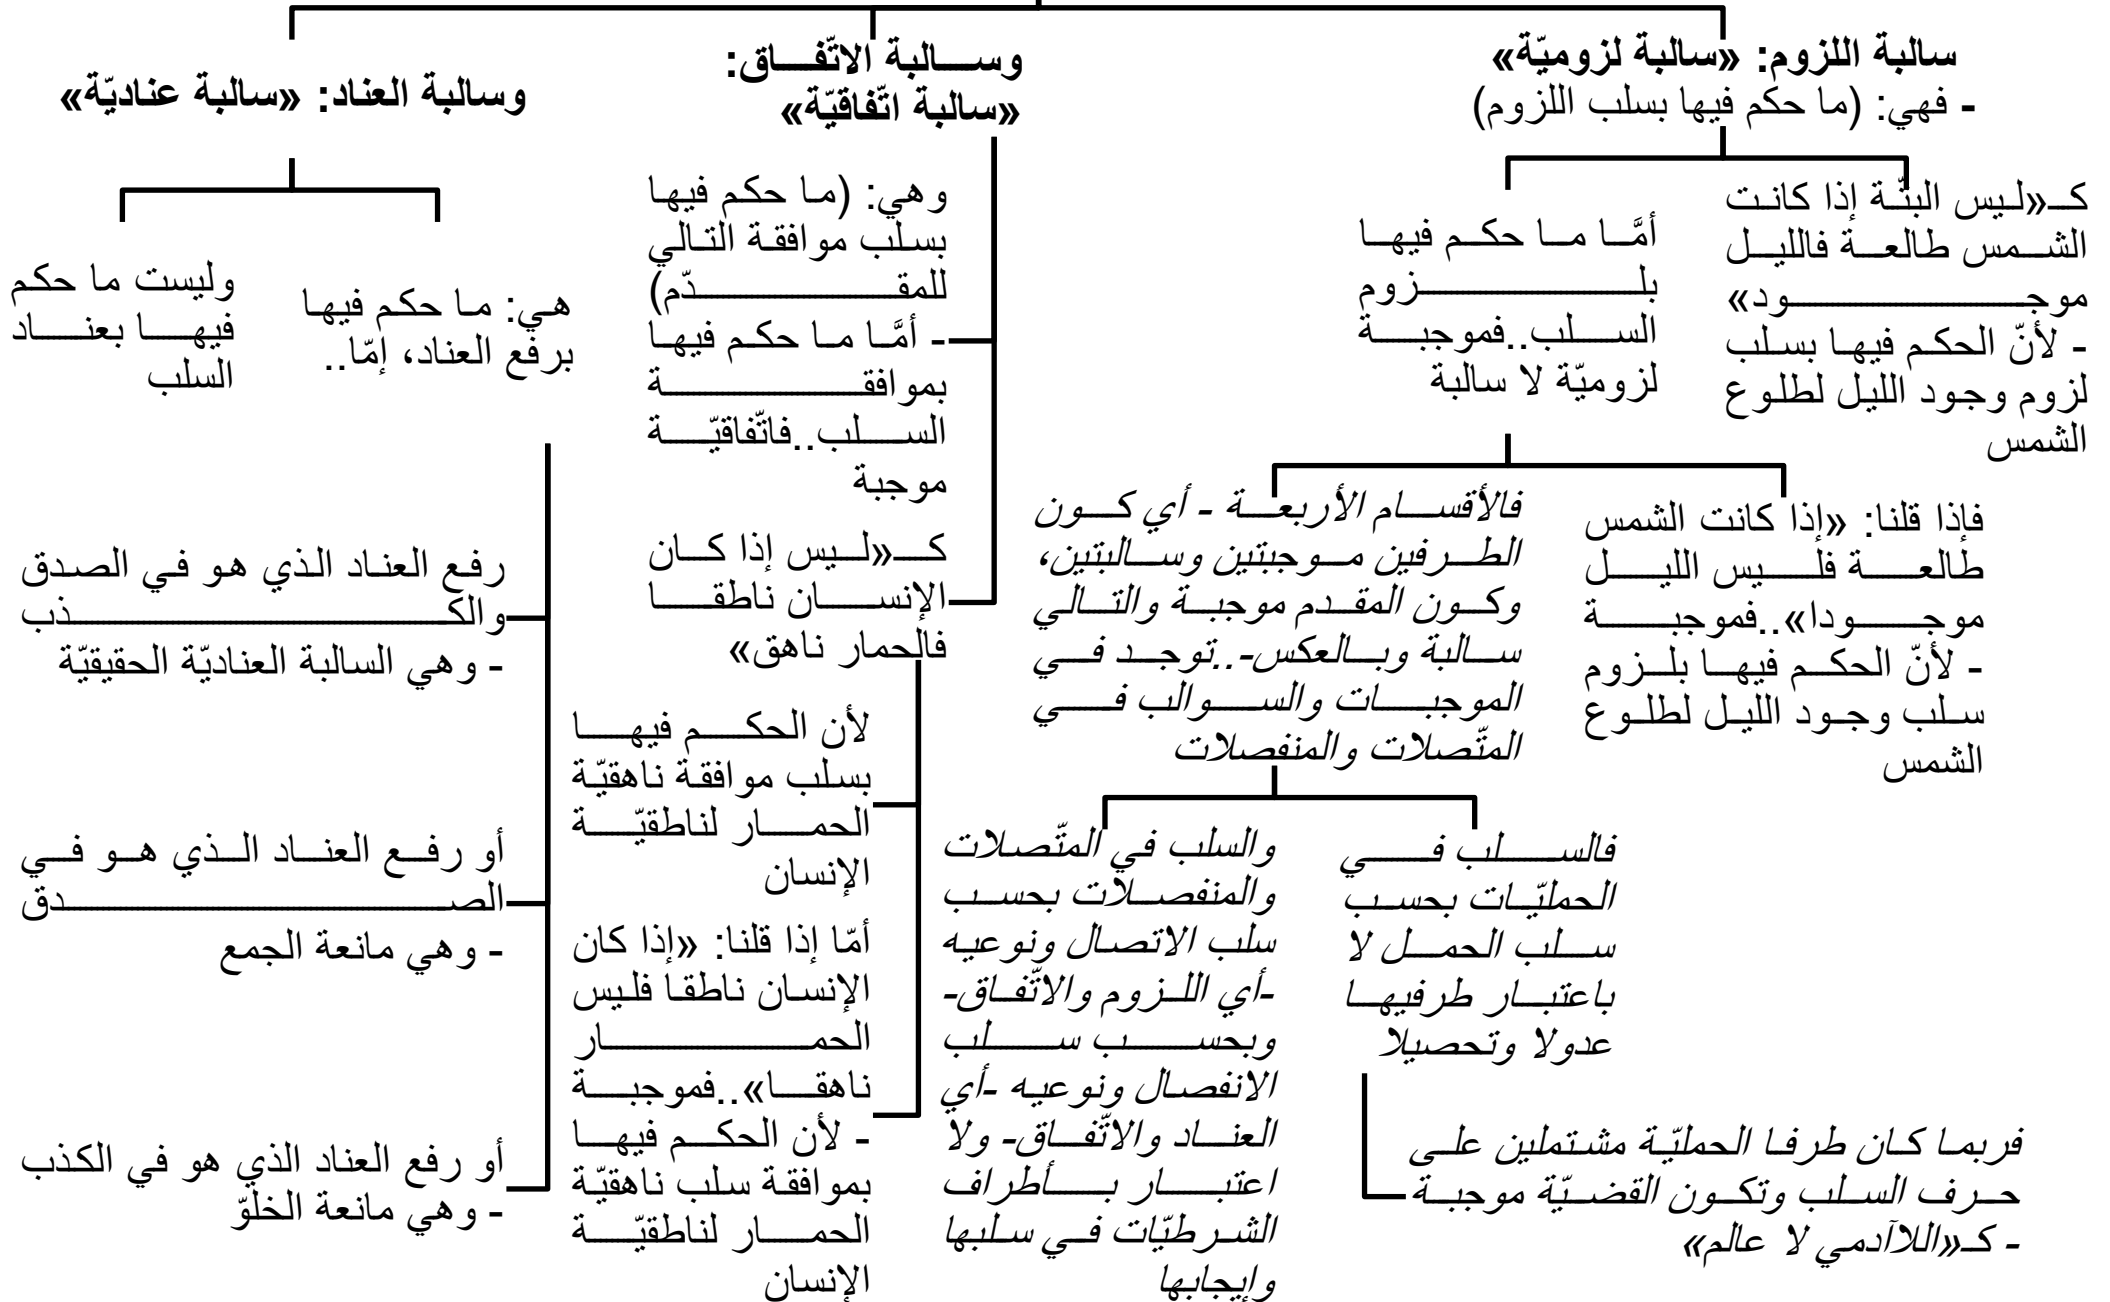 سالبة اللزوم: «سالبة لزوميّة»
- فهي: (ما حكم فيها بسلب اللزوم)
كـ«ليس البتّة إذا كانت
الشمس طالعة فالليل
موجود»
- لأنّ الحكم فيها بسلب
لزوم وجود الليل لطلوع
الشمس
أمَّا ما حكم فيها
بلزوم
السلب..فموجبة
لزوميّة لا سالبة
فإذا قلنا: «إذا كانت الشمس
طالعة فليس الليل
موجودا»..فموجبة
- لأنّ الحكم فيها بلزوم
سلب وجود الليل لطلوع
الشمس
فالأقسام الأربعة - أي كون
الطرفين موجبتين وسالبتين،
وكون المقدم موجبة والتالي
سالبة وبالعكس-..توجد في
الموجبات والسوالب في
المتّصلات والمنفصلات
فالسلب في
الحمليّات بحسب
سلب الحمل لا
باعتبار طرفيها
عدولا وتحصيلا
فربما كان طرفا الحمليّة مشتملين على
حرف السلب وتكون القضيّة موجبة
- كـ«اللاآدمي لا عالم»
والسلب في المتّصلات
والمنفصلات بحسب
سلب الاتصال ونوعيه
-أي اللزوم والاتّفاق-
وبحسب سلب
الانفصال ونوعيه -أي
العناد والاتّفاق- ولا
اعتبار بأطراف
الشرطيّات في سلبها
وإيجابها
وسالبة الاتّفاق:
«سالبة اتّفاقيّة»
وهي: (ما حكم فيها
بسلب موافقة التالي
للمقدّم)
- أمَّا ما حكم فيها
بموافقة
السلب..فاتّفاقيّة
موجبة
كـ«ليس إذا كان
الإنسان ناطقا
فالحمار ناهق»
لأن الحكم فيها
بسلب موافقة ناهقيّة
الحمار لناطقيّة
الإنسان
أمّا إذا قلنا: «إذا كان
الإنسان ناطقا فليس
الحمار
ناهقا»..فموجبة
- لأن الحكم فيها
بموافقة سلب ناهقيّة
الحمار لناطقيّة
الإنسان
وسالبة العناد: «سالبة عناديّة»
هي: ما حكم فيها
برفع العناد، إمّا..
وليست ما حكم
فيها بعناد
السلب
رفع العناد الذي هو في الصدق
والكذب
- وهي السالبة العناديّة الحقيقيّة
أو رفع العناد الذي هو في
الصدق
- وهي مانعة الجمع
أو رفع العناد الذي هو في الكذب
- وهي مانعة الخلوّ